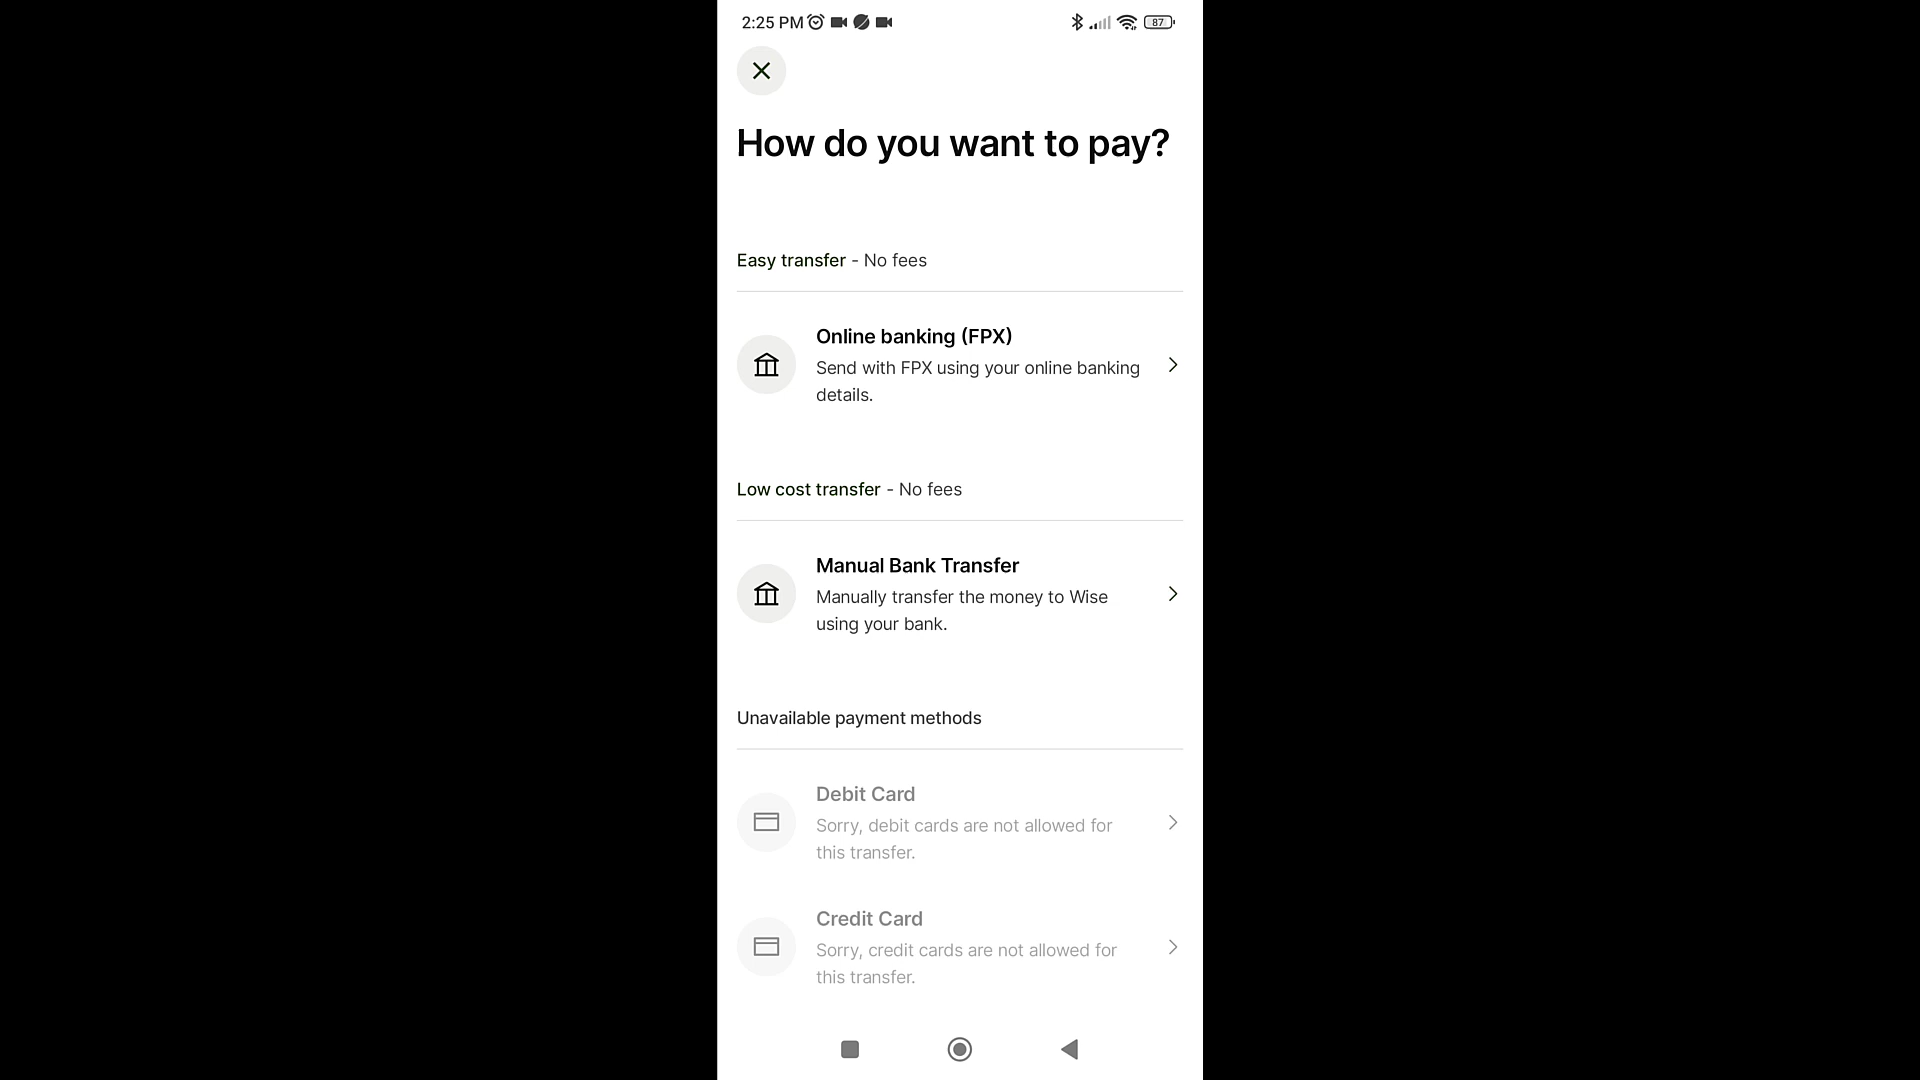 2:25 PM
87
How do you want to pay?
Easy transfer - No fees
Online banking (FPX)
Send with FPX using your online banking
details.
Low cost transfer - No fees
Manual Bank Transfer
Manually transfer the money to Wise
using your bank.
Unavailable payment methods
Debit Card
Sorry, debit cards are not allowed for
this transfer.
Credit Card
Sorry, credit cards are not allowed for
this transfer.